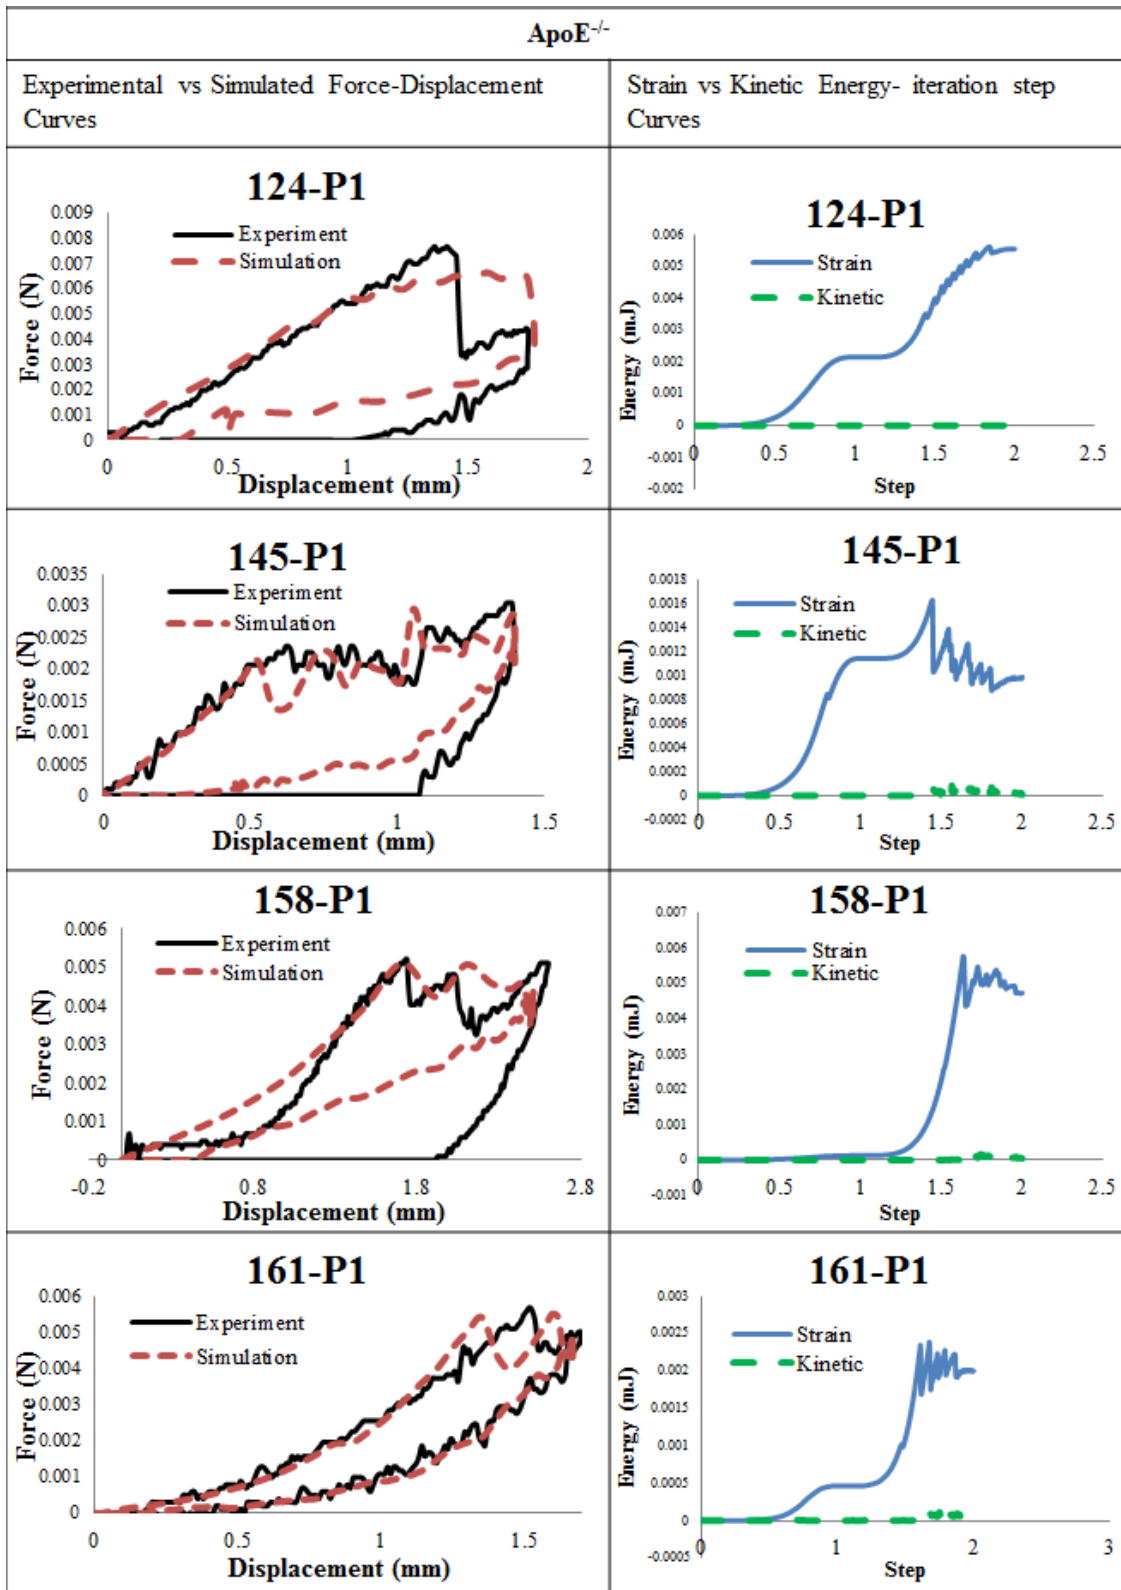 ApoE-/-
Experimental vs Simulated Force-Displacement
Curves
Strain vs Kinetic Energy- iteration step
Curves
124-P1
Force (N)
0.009
0.008
0.007
0.006
0.005
0.004
0.003
0.002
0.001
0
Experiment
Simulation
0 0.5 1 1.5 2
Displacement (mm)
124-P1
Energy (mJ)
0.006
0.005
0.004
0.003
0.002
0.001
0
-0.001
-0.002
Strain
Kinetic
0 0.5 1 1.5 2 2.5
Step
145-P1
Force (N)
0.0035
0.003
0.0025
0.002
0.0015
0.001
0.0005
0
Experiment
Simulation
0 0.5 1 1.5
Displacement (mm)
145-P1
Energy (mJ)
0.0018
0.0016
0.0014
0.0012
0.001
0.0008
0.0006
0.0004
0.0002
0
-0.0002
Strain
Kinetic
0 0.5 1 1.5 2 2.5
Step
158-P1
Force (N)
0.006
0.005
0.004
0.003
0.002
0.001
0
Experiment
Simulation
-0.2 0.8 1.8 2.8
Displacement (mm)
158-P1
Energy (mJ)
0.007
0.006
0.005
0.004
0.003
0.002
0.001
0
-0.001
Strain
Kinetic
0 0.5 1 1.5 2 2.5
Step
161-P1
Force (N)
0.006
0.005
0.004
0.003
0.002
0.001
0
Experiment
Simulation
0 0.5 1 1.5
Displacement (mm)
161-P1
Energy (mJ)
0.003
0.0025
0.002
0.0015
0.001
0.0005
0
-0.0005
Strain
Kinetic
0 1 2 3
Step